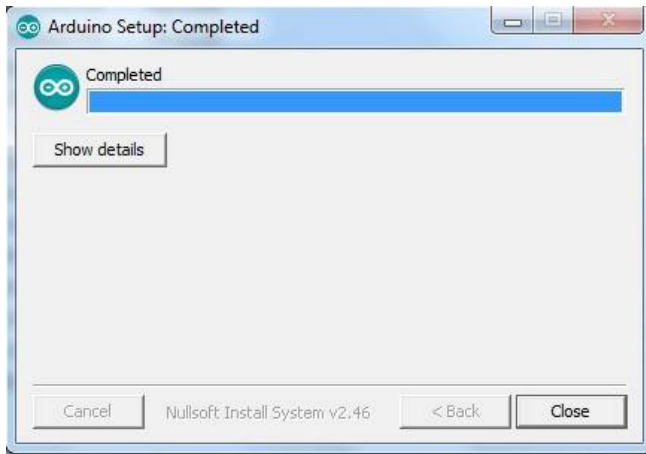 Arduino Setup: Completed
Completed
Show details
Cancel Nullsoft Install System v2.46 < Back Close